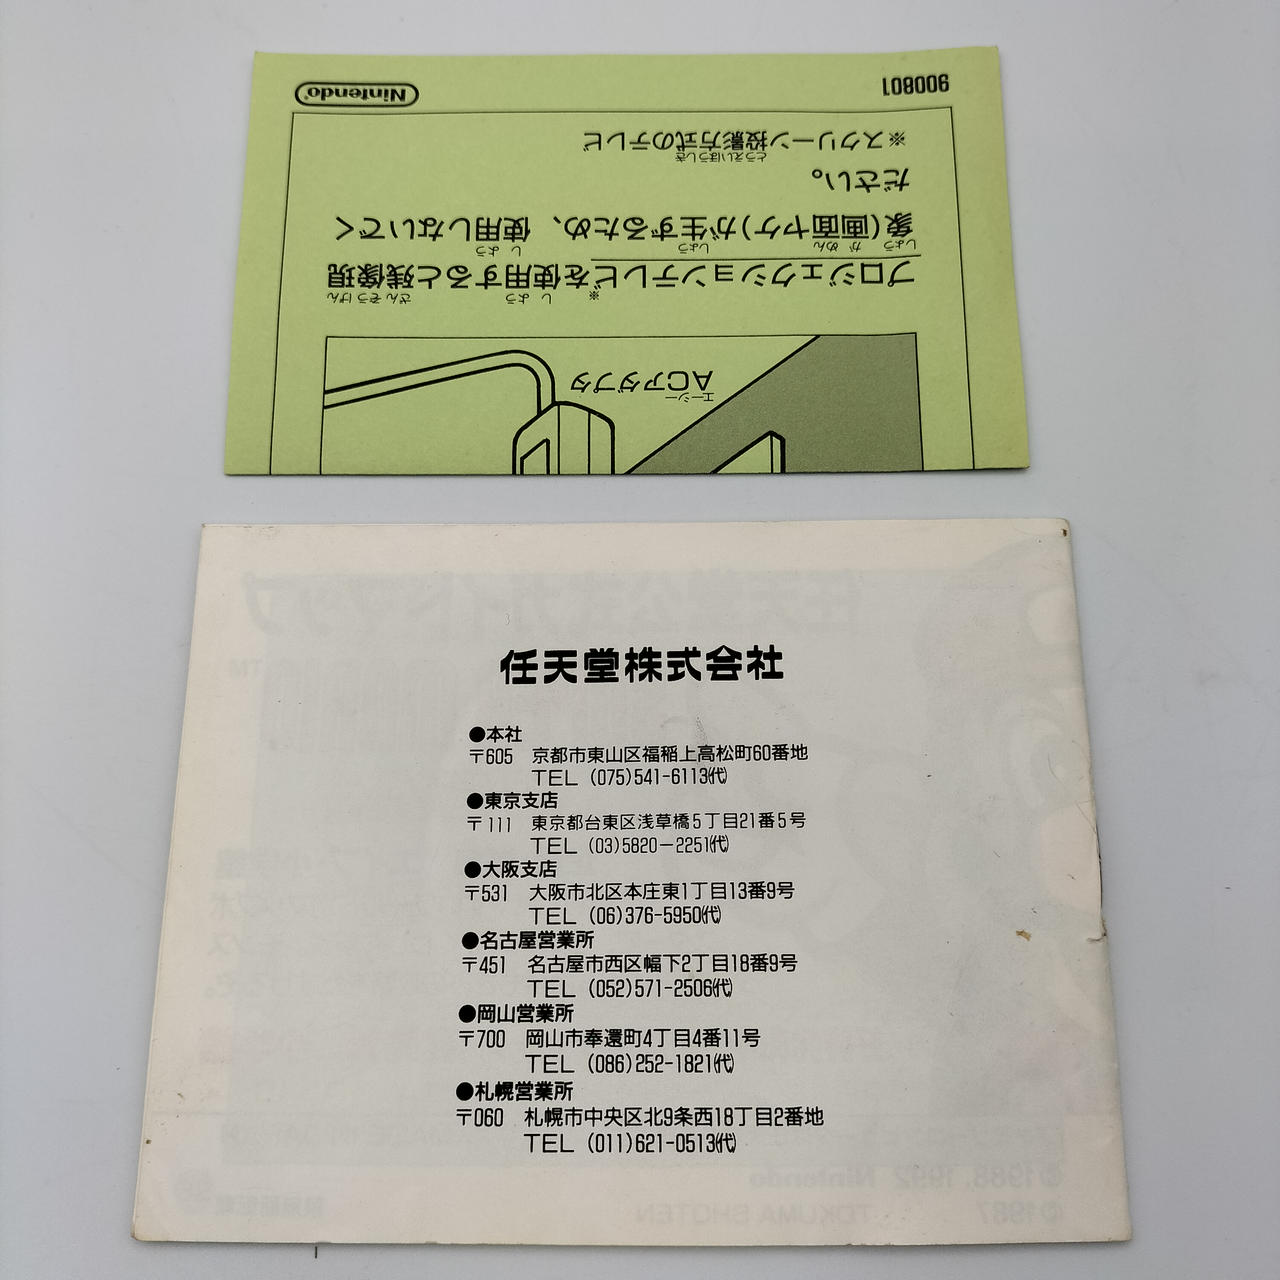 プロジェクションテレビ※を使用すると残像現
象(画面ヤケ)が生ずるため、使用しないでく
ださい。
※スクリーン投影方式のテレビ
ACアダプタ
エーシー
900801
Nintendo
任天堂株式会社
●本社
〒605 京都市東山区福稲上高松町60番地
TEL (075)541-6113㈹
●東京支店
〒111 東京都台東区浅草橋5丁目21番5号
TEL (03)5820-2251㈹
●大阪支店
〒531 大阪市北区本庄東1丁目13番9号
TEL (06)376-5950㈹
●名古屋営業所
〒451 名古屋市西区幅下2丁目18番9号
TEL (052)571-2506㈹
●岡山営業所
〒700 岡山市奉還町4丁目4番11号
TEL (086)252-1821㈹
●札幌営業所
〒060 札幌市中央区北9条西18丁目2番地
TEL (011)621-0513㈹